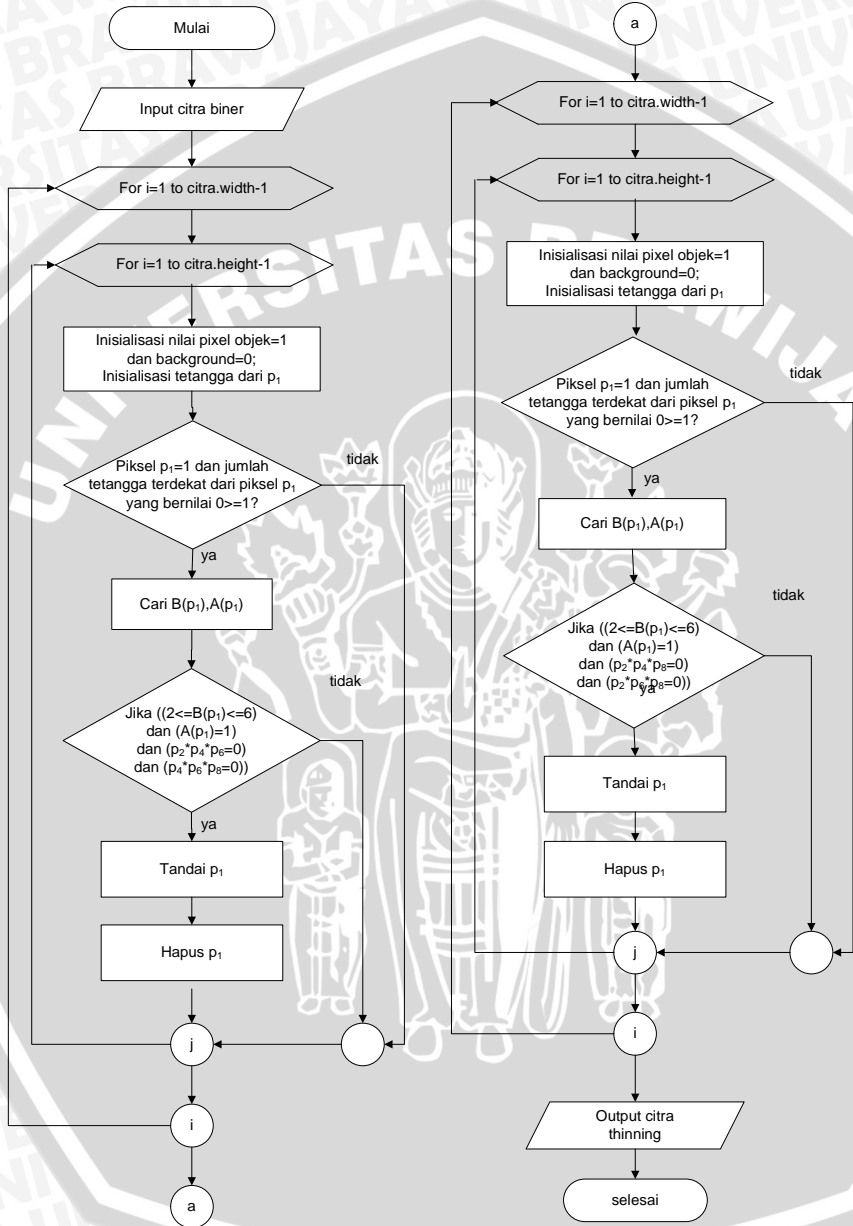 Mulai
Input citra biner
For i=1 to citra.width-1
For i=1 to citra.height-1
Inisialisasi nilai pixel objek=1
dan background=0;
Inisialisasi tetangga dari p₁
Piksel p₁=1 dan jumlah
tetangga terdekat dari piksel p₁
yang bernilai 0>=1?
tidak
ya
Cari B(p₁),A(p₁)
tidak
Jika ((2<=B(p₁)<=6)
dan (A(p₁)=1)
dan (p₂*p₄*p₆=0)
dan (p₄*p₆*p₈=0))
ya
Tandai p₁
Hapus p₁
j
i
a
a
For i=1 to citra.width-1
For i=1 to citra.height-1
Inisialisasi nilai pixel objek=1
dan background=0;
Inisialisasi tetangga dari p₁
tidak
Piksel p₁=1 dan jumlah
tetangga terdekat dari piksel p₁
yang bernilai 0>=1?
ya
Cari B(p₁),A(p₁)
tidak
Jika ((2<=B(p₁)<=6)
dan (A(p₁)=1)
dan (p₂*p₄*p₈=0)
dan (p₂*p₆*p₈=0))
ya
Tandai p₁
Hapus p₁
j
i
Output citra
thinning
selesai
UNIVERSITAS BRAWIJAYA